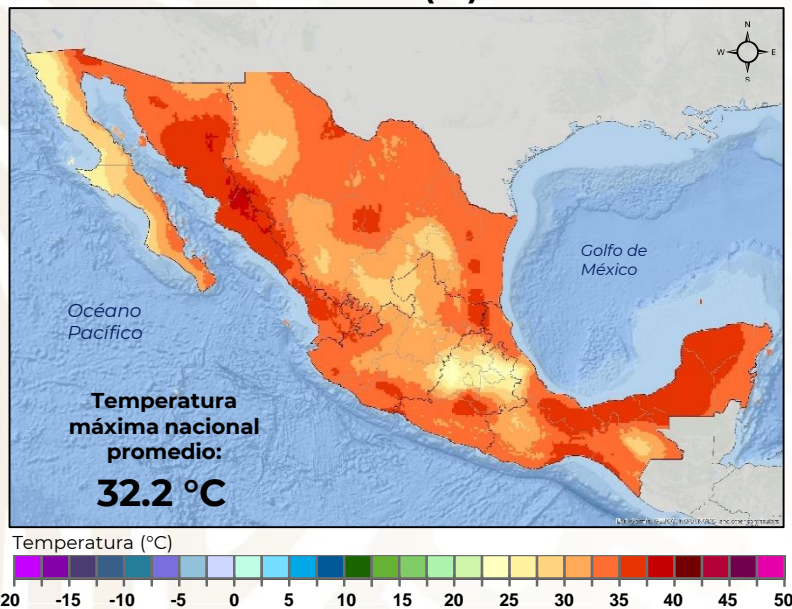 N
W E
S
Golfo de
México
Océano
Pacífico
Temperatura
máxima nacional
promedio:
32.2 °C
Temperatura (°C)
20 -15 -10 -5 0 5 10 15 20 25 30 35 40 45 50